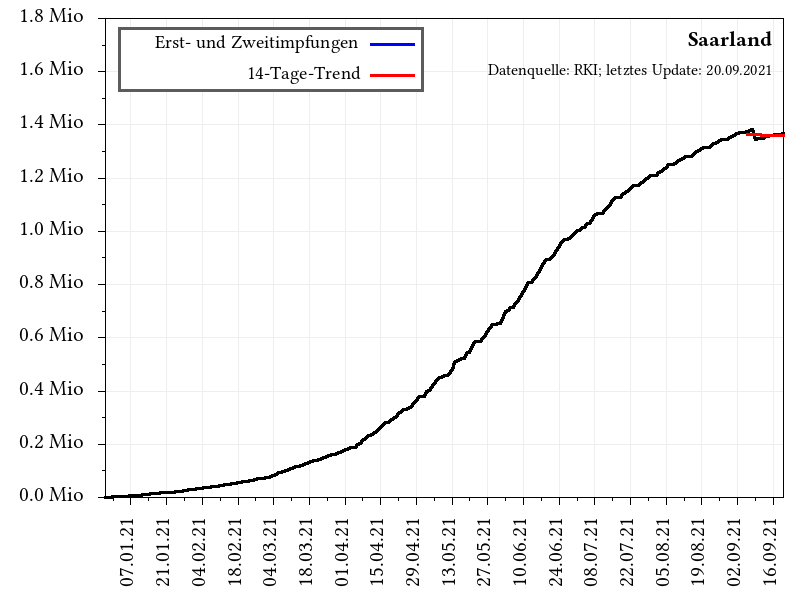 1.8 Mio
1.6 Mio
1.4 Mio
1.2 Mio
1.0 Mio
0.8 Mio
0.6 Mio
0.4 Mio
0.2 Mio
0.0 Mio
Erst- und Zweitimpfungen
14-Tage-Trend
Saarland
Datenquelle: RKI; letztes Update: 20.09.2021
07.01.21
21.01.21
04.02.21
18.02.21
04.03.21
18.03.21
01.04.21
15.04.21
29.04.21
13.05.21
27.05.21
10.06.21
24.06.21
08.07.21
22.07.21
05.08.21
19.08.21
02.09.21
16.09.21